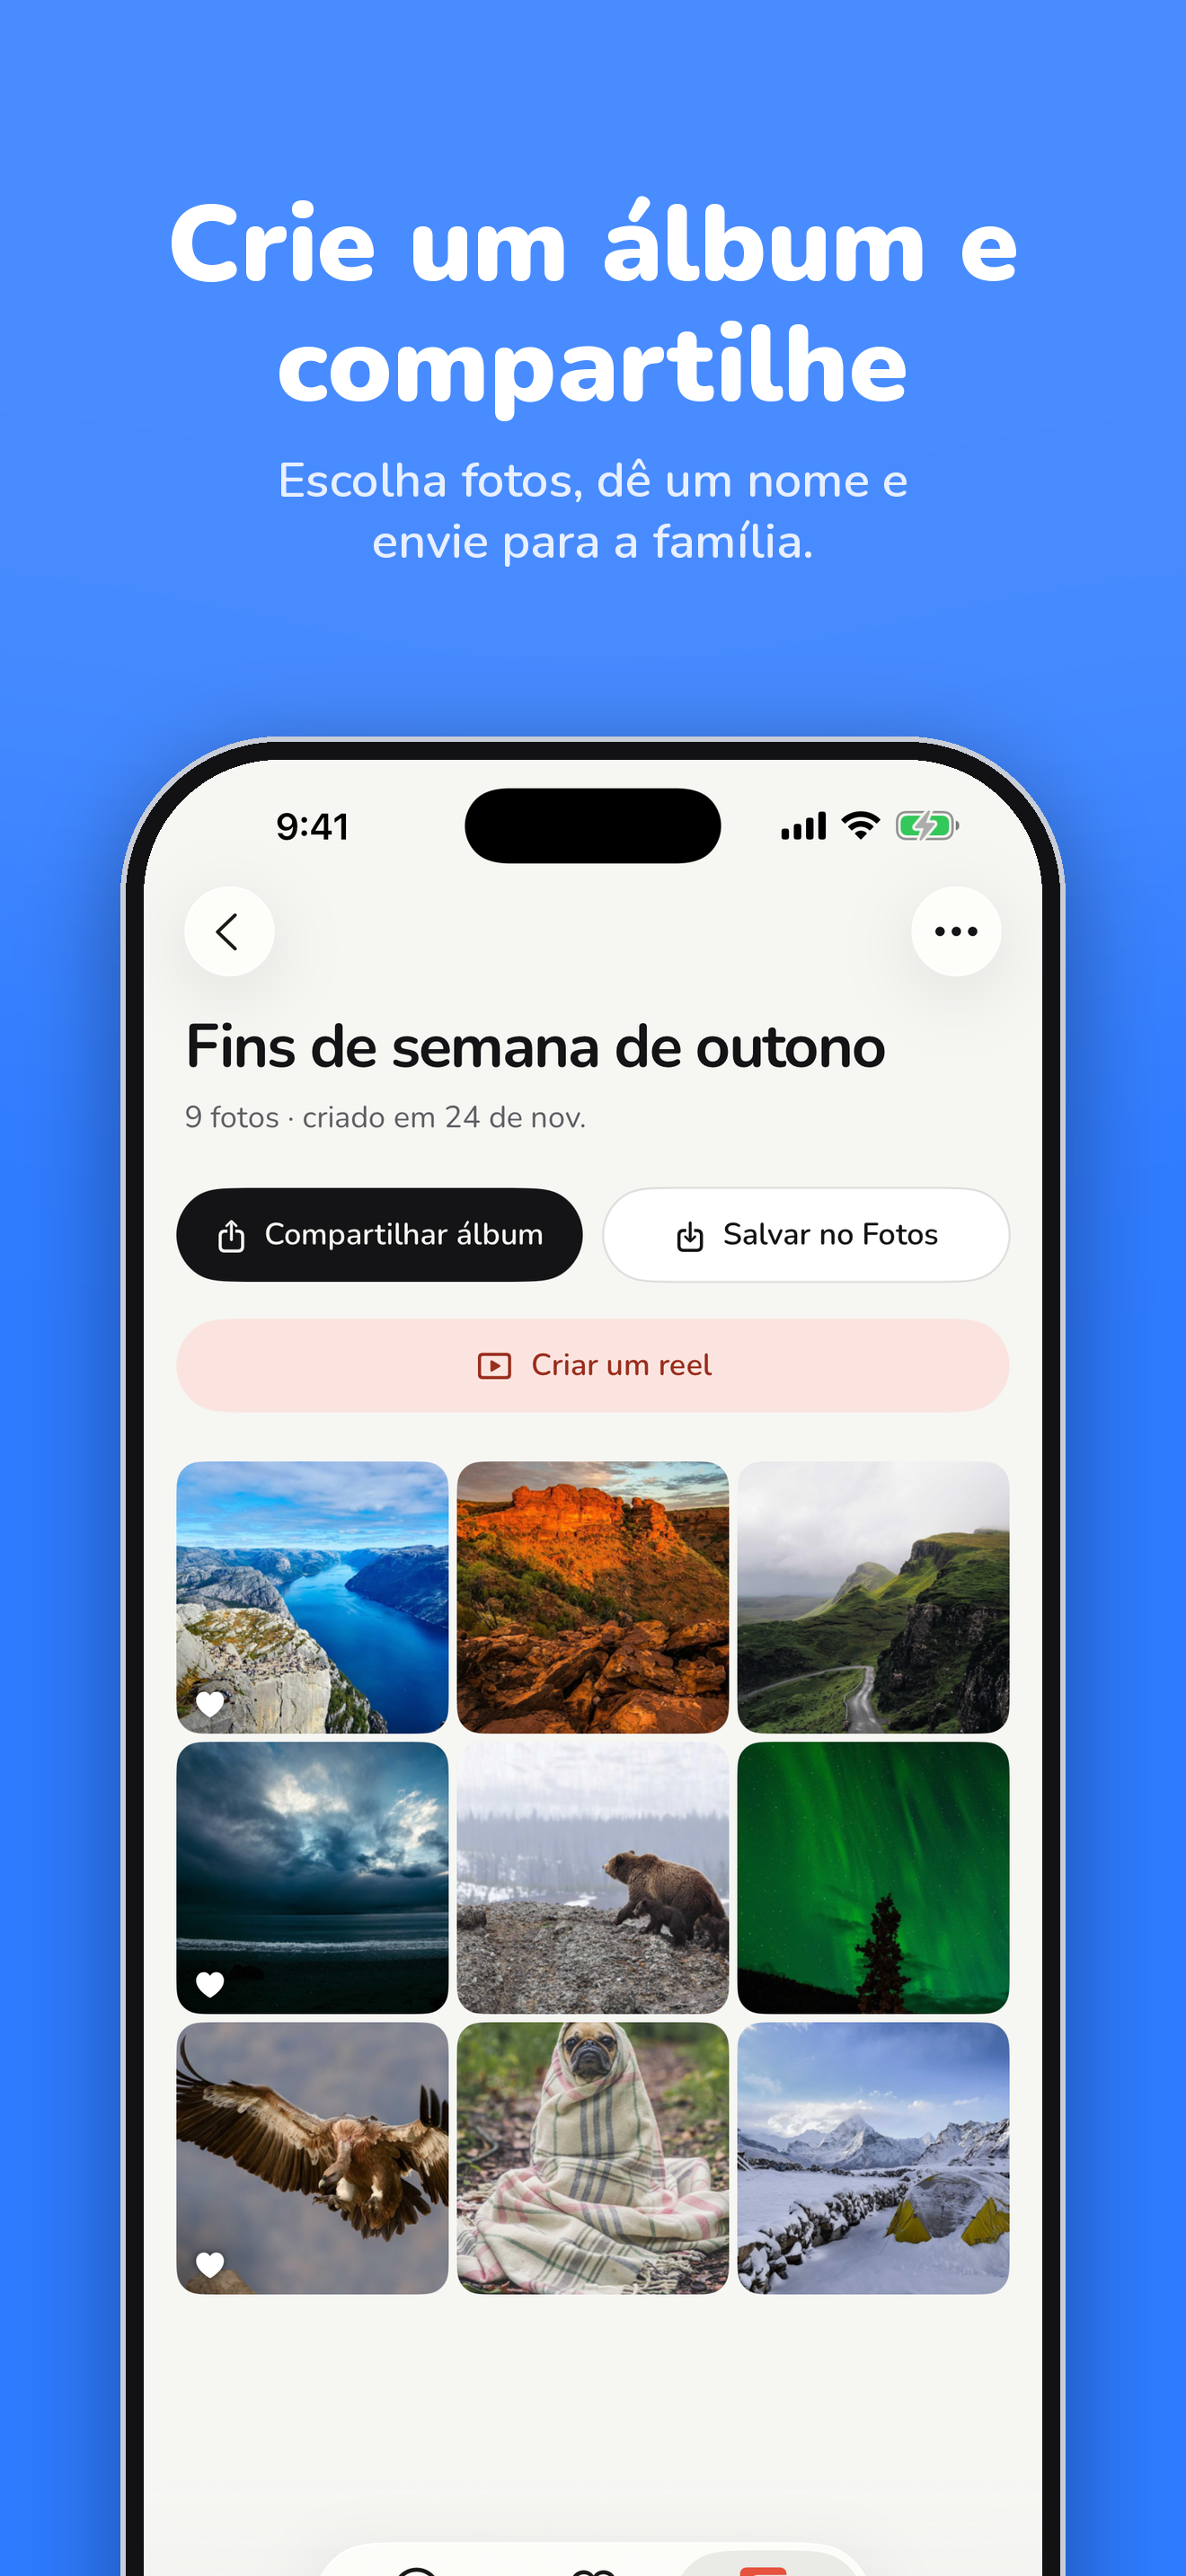 Crie um álbum e
compartilhe
Escolha fotos, dê um nome e
envie para a família.
9:41
Fins de semana de outono
9 fotos · criado em 24 de nov.
Compartilhar álbum
Salvar no Fotos
Criar um reel